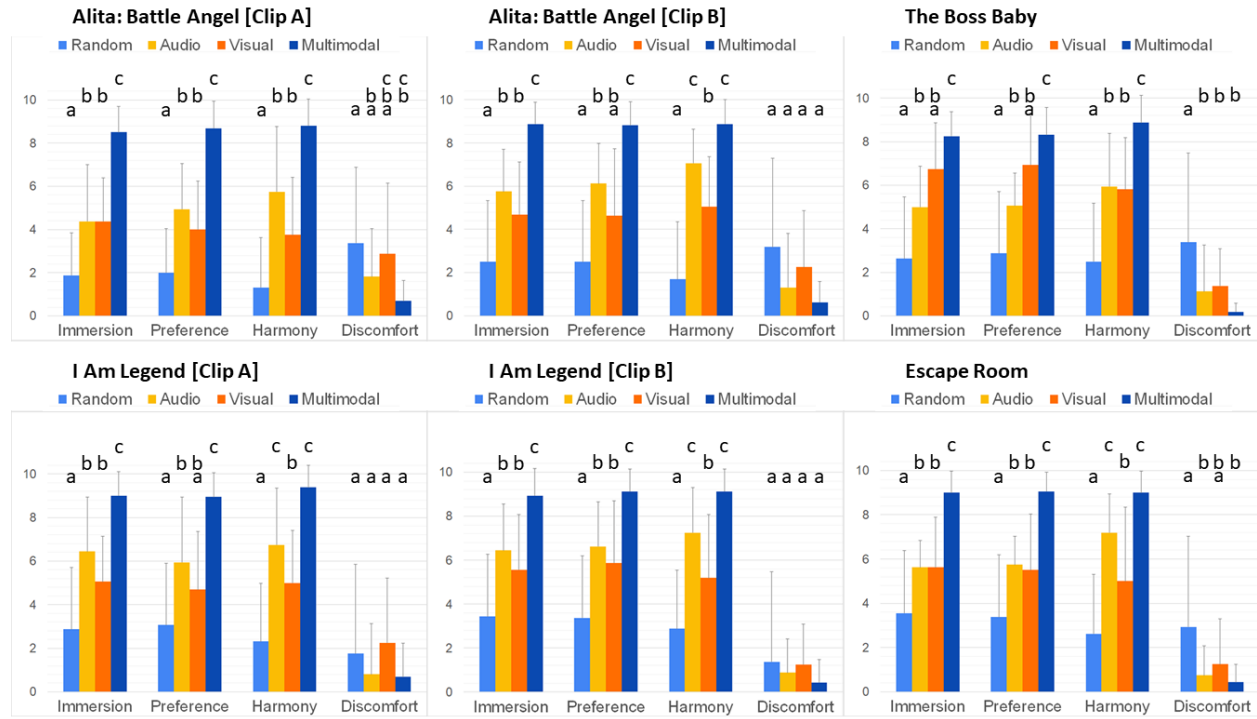 Alita: Battle Angel [Clip A]
Random Audio Visual Multimodal
c c c c c
b b b b b b b b b
a a a a a a
10
8
6
4
2
0
Immersion Preference Harmony Discomfort
Alita: Battle Angel [Clip B]
Random Audio Visual Multimodal
c c c c
b b b b b
a a a a a a a a
10
8
6
4
2
0
Immersion Preference Harmony Discomfort
The Boss Baby
Random Audio Visual Multimodal
c c c
b b b b b b b b b
a a a a a a
10
8
6
4
2
0
Immersion Preference Harmony Discomfort
I Am Legend [Clip A]
Random Audio Visual Multimodal
c c c c
b b b b b
a a a a a a a a
10
8
6
4
2
0
Immersion Preference Harmony Discomfort
I Am Legend [Clip B]
Random Audio Visual Multimodal
c c c c
b b b b b
a a a a a a a
10
8
6
4
2
0
Immersion Preference Harmony Discomfort
Escape Room
Random Audio Visual Multimodal
c c c c
b b b b b b b b
a a a a a
10
8
6
4
2
0
Immersion Preference Harmony Discomfort